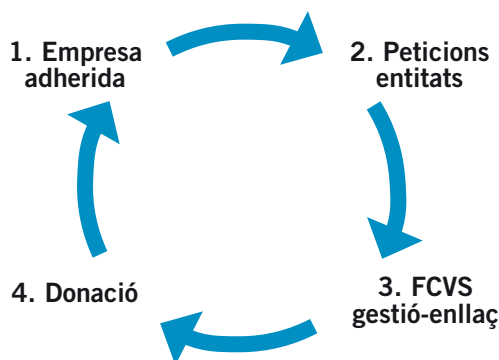 1. Empresa
adherida
2. Peticions
entitats
3. FCVS
gestió-enllaç
4. Donació